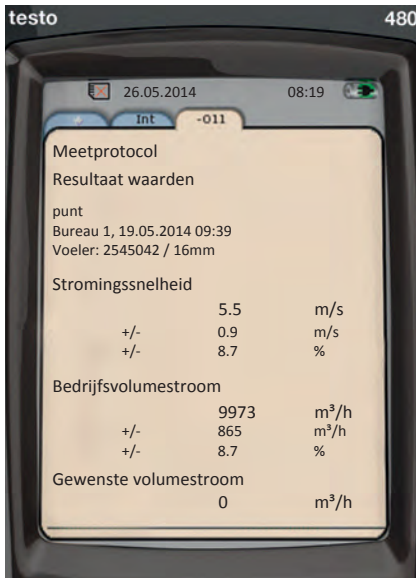 testo 480
26.05.2014 08:19
Int -011
Meetprotocol
Resultaat waarden
punt
Bureau 1, 19.05.2014 09:39
Voeler: 2545042 / 16mm
Stromingssnelheid
5.5 m/s
+/- 0.9 m/s
+/- 8.7 %
Bedrijfsvolumestroom
9973 m³/h
+/- 865 m³/h
+/- 8.7 %
Gewenste volumestroom
0 m³/h